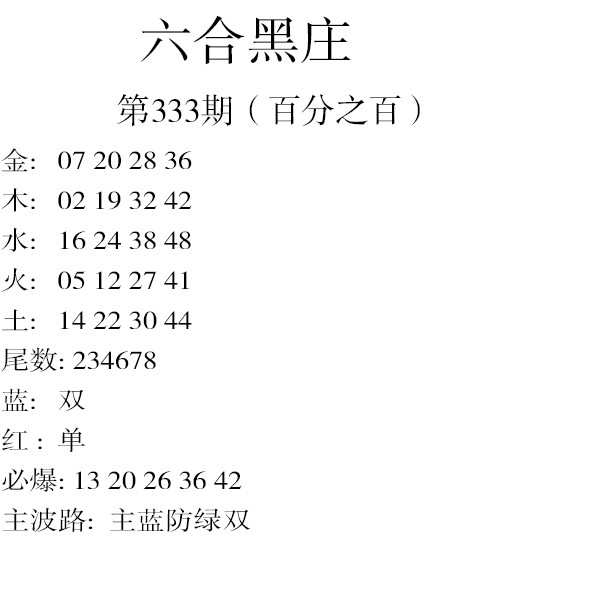 六合黑庄
第333期（百分之百）
金: 07 20 28 36
木: 02 19 32 42
水: 16 24 38 48
火: 05 12 27 41
土: 14 22 30 44
尾数: 234678
蓝: 双
红: 单
必爆: 13 20 26 36 42
主波路: 主蓝防绿双